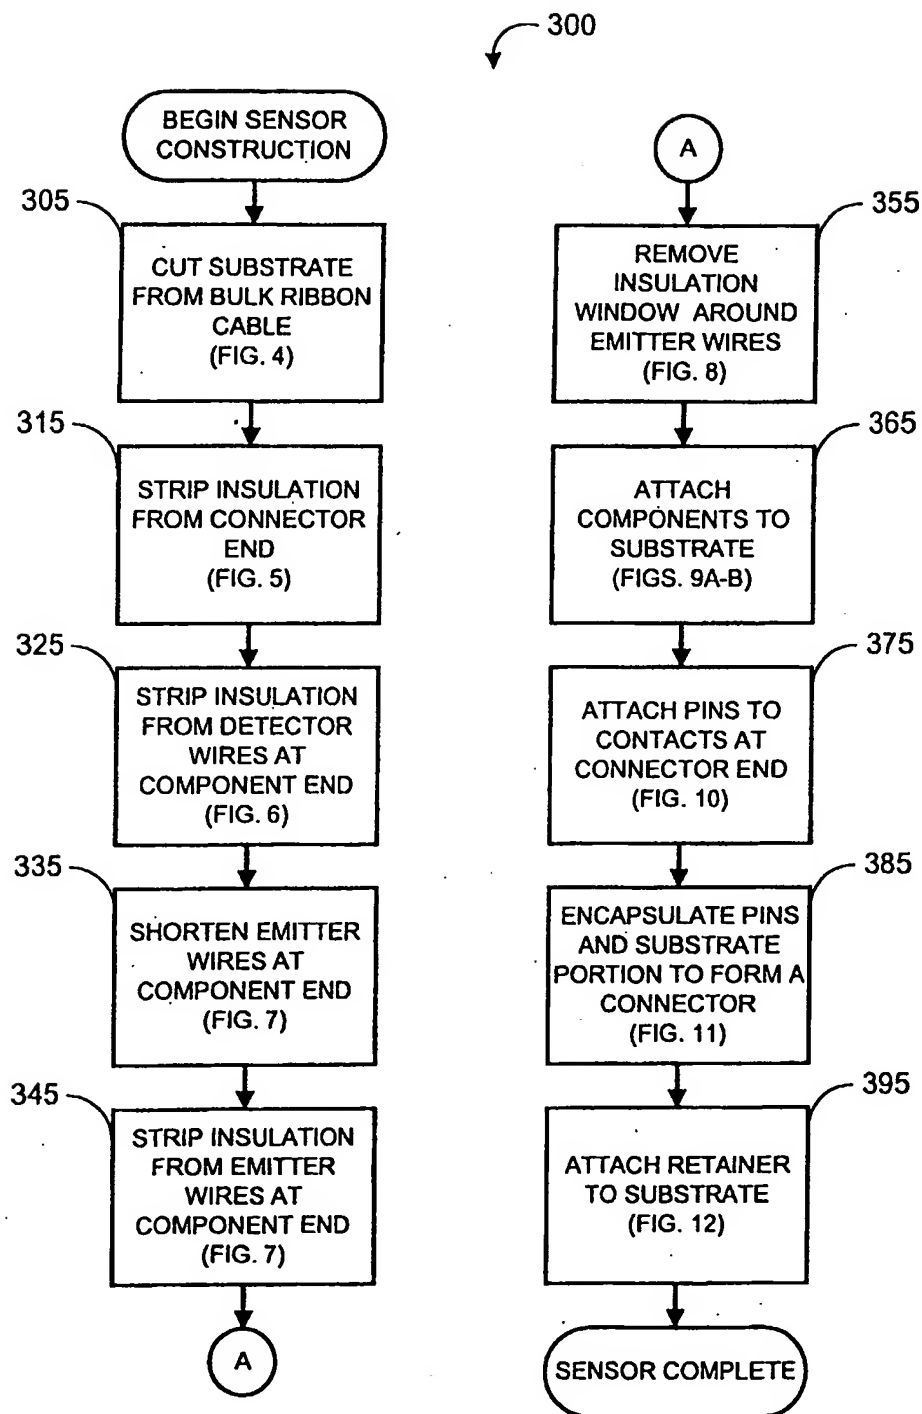 300
BEGIN SENSOR
CONSTRUCTION
305
CUT SUBSTRATE
FROM BULK RIBBON
CABLE
(FIG. 4)
315
STRIP INSULATION
FROM CONNECTOR
END
(FIG. 5)
325
STRIP INSULATION
FROM DETECTOR
WIRES AT
COMPONENT END
(FIG. 6)
335
SHORTEN EMITTER
WIRES AT
COMPONENT END
(FIG. 7)
345
STRIP INSULATION
FROM EMITTER
WIRES AT
COMPONENT END
(FIG. 7)
A
A
355
REMOVE
INSULATION
WINDOW AROUND
EMITTER WIRES
(FIG. 8)
365
ATTACH
COMPONENTS TO
SUBSTRATE
(FIGS. 9A-B)
375
ATTACH PINS TO
CONTACTS AT
CONNECTOR END
(FIG. 10)
385
ENCAPSULATE PINS
AND SUBSTRATE
PORTION TO FORM A
CONNECTOR
(FIG. 11)
395
ATTACH RETAINER
TO SUBSTRATE
(FIG. 12)
SENSOR COMPLETE